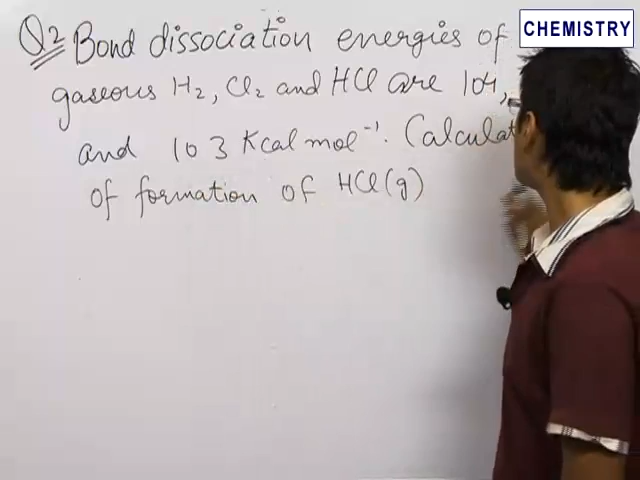 CHEMISTRY
Q2 Bond dissociation energies of
gaseous H2, Cl2 and HCl are 104,
and 103 Kcal mol⁻¹. Calculat
of formation of HCl(g)